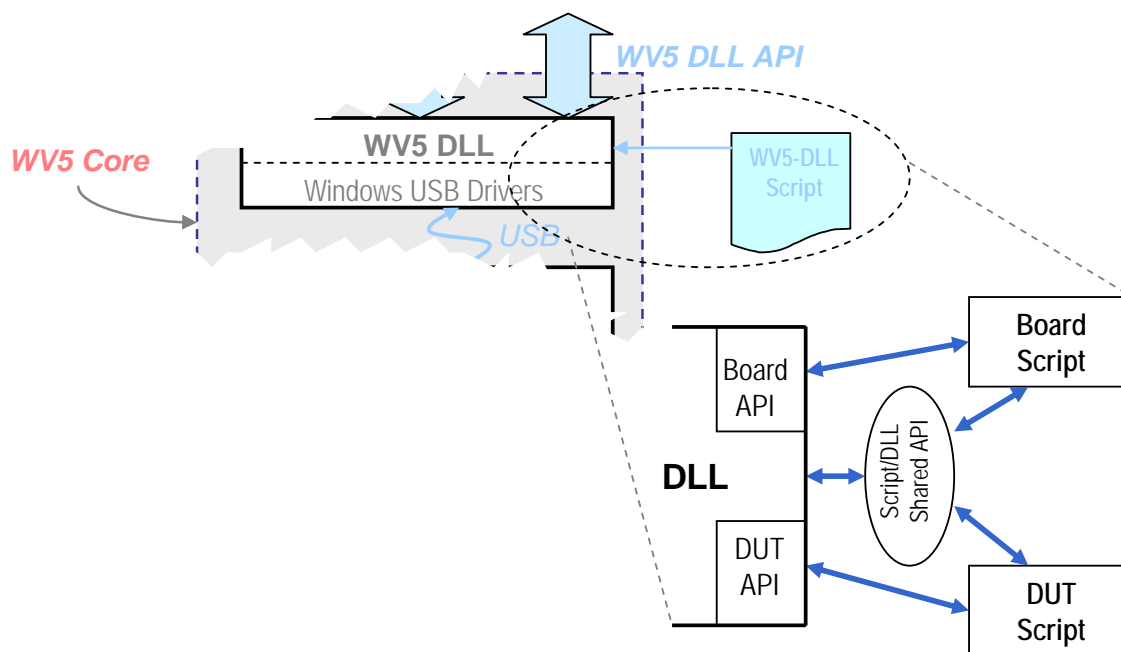 WV5 DLL API
WV5 Core
WV5 DLL
Windows USB Drivers
WV5-DLL
Script
USB
Board
API
Board
Script
Script/DLL
Shared API
DLL
DUT
API
DUT
Script